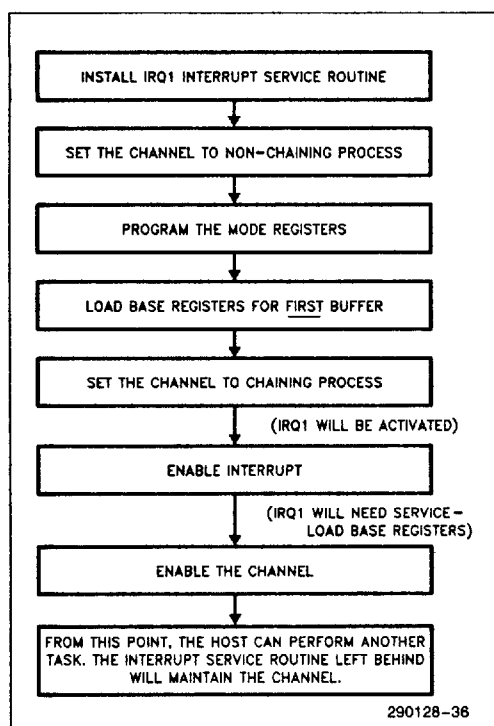 INSTALL IRQ1 INTERRUPT SERVICE ROUTINE
SET THE CHANNEL TO NON-CHAINING PROCESS
PROGRAM THE MODE REGISTERS
LOAD BASE REGISTERS FOR FIRST BUFFER
SET THE CHANNEL TO CHAINING PROCESS
(IRQ1 WILL BE ACTIVATED)
ENABLE INTERRUPT
(IRQ1 WILL NEED SERVICE–
LOAD BASE REGISTERS)
ENABLE THE CHANNEL
FROM THIS POINT, THE HOST CAN PERFORM ANOTHER
TASK. THE INTERRUPT SERVICE ROUTINE LEFT BEHIND
WILL MAINTAIN THE CHANNEL.
290128–36